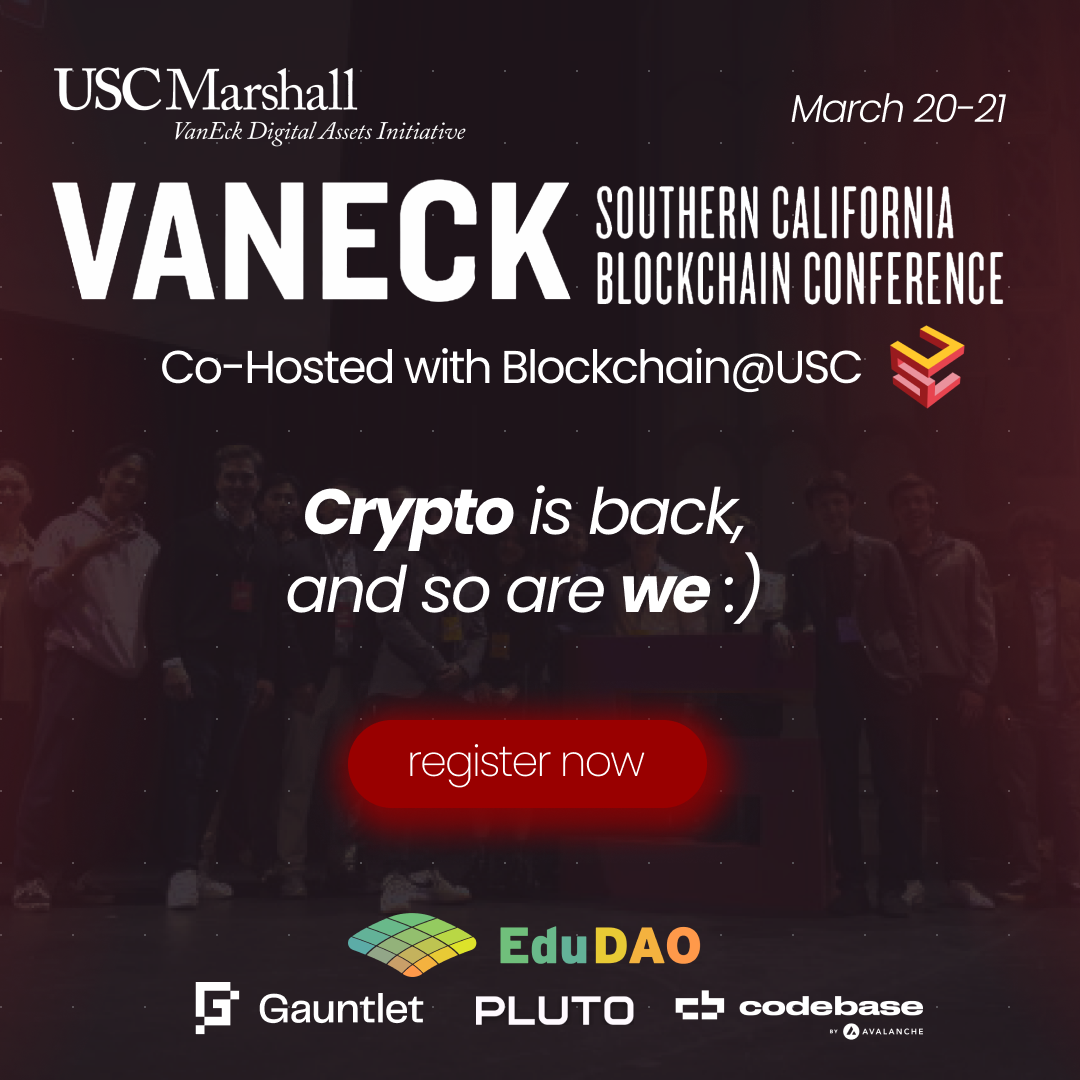 USC Marshall
VanEck Digital Assets Initiative
March 20-21
VANECK
SOUTHERN CALIFORNIA
BLOCKCHAIN CONFERENCE
Co-Hosted with Blockchain@USC
USC
Crypto is back,
and so are we :)
register now
EduDAO
Gauntlet
PLUTO
codebase
BY AVALANCHE